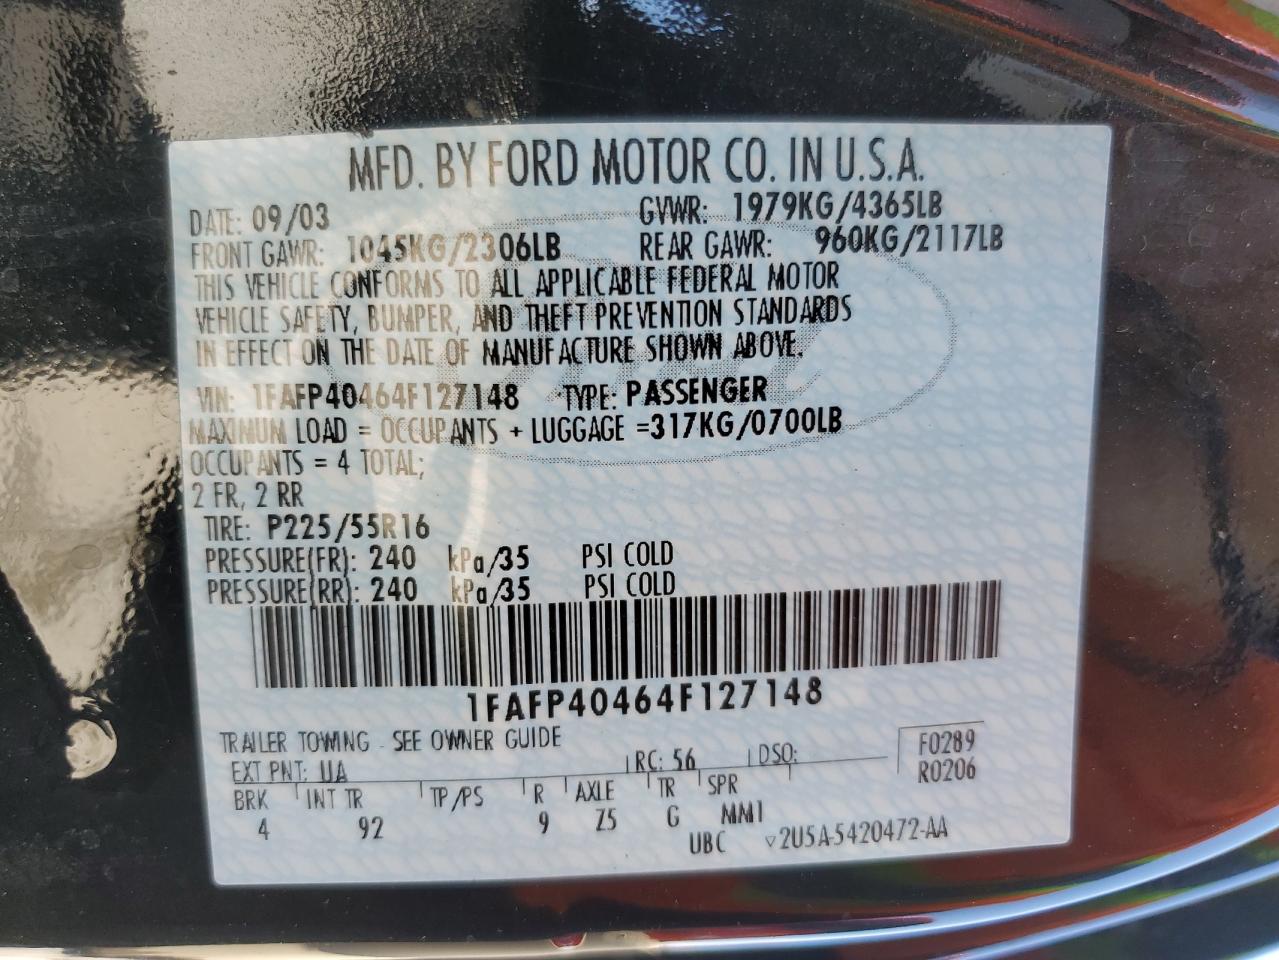 MFD. BY FORD MOTOR CO. IN U.S.A.
DATE: 09/03 GVWR: 1979KG/4365LB
FRONT GAWR: 1045KG/2306LB REAR GAWR: 960KG/2117LB
THIS VEHICLE CONFORMS TO ALL APPLICABLE FEDERAL MOTOR
VEHICLE SAFETY, BUMPER, AND THEFT PREVENTION STANDARDS
IN EFFECT ON THE DATE OF MANUFACTURE SHOWN ABOVE.
VIN: 1FAFP40464F127148 TYPE: PASSENGER
MAXIMUM LOAD = OCCUPANTS + LUGGAGE =317KG/0700LB
OCCUPANTS = 4 TOTAL;
2 FR, 2 RR
TIRE: P225/55R16
PRESSURE(FR): 240 kPa/35 PSI COLD
PRESSURE(RR): 240 kPa/35 PSI COLD
1FAFP40464F127148
TRAILER TOWING - SEE OWNER GUIDE
EXT PNT: UA RC: 56 DSO: F0289
R0206
BRK INT TR TP/PS R AXLE TR SPR
4 92 9 Z5 G MMI
UBC ▽2U5A-5420472-AA